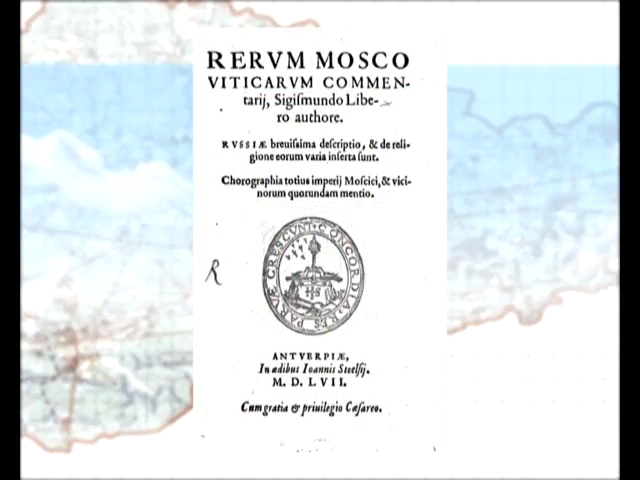 RERVM MOSCO
VITICARVM COMMEN-
tarij, Sigiſmundo Libe-
ro authore.
RVSSIÆ breuiſsima deſcriptio, & de reli-
gione eorum varia inſerta ſunt.
Chorographia totius imperij Moſcici, & vici-
norum quorundam mentio.
CONCORDIA RES PARVÆ CRESCVNT
R
ANTVERPIÆ,
In ædibus Ioannis Steelſij.
M. D. LVII.
Cum gratia & priuilegio Cæſareo.